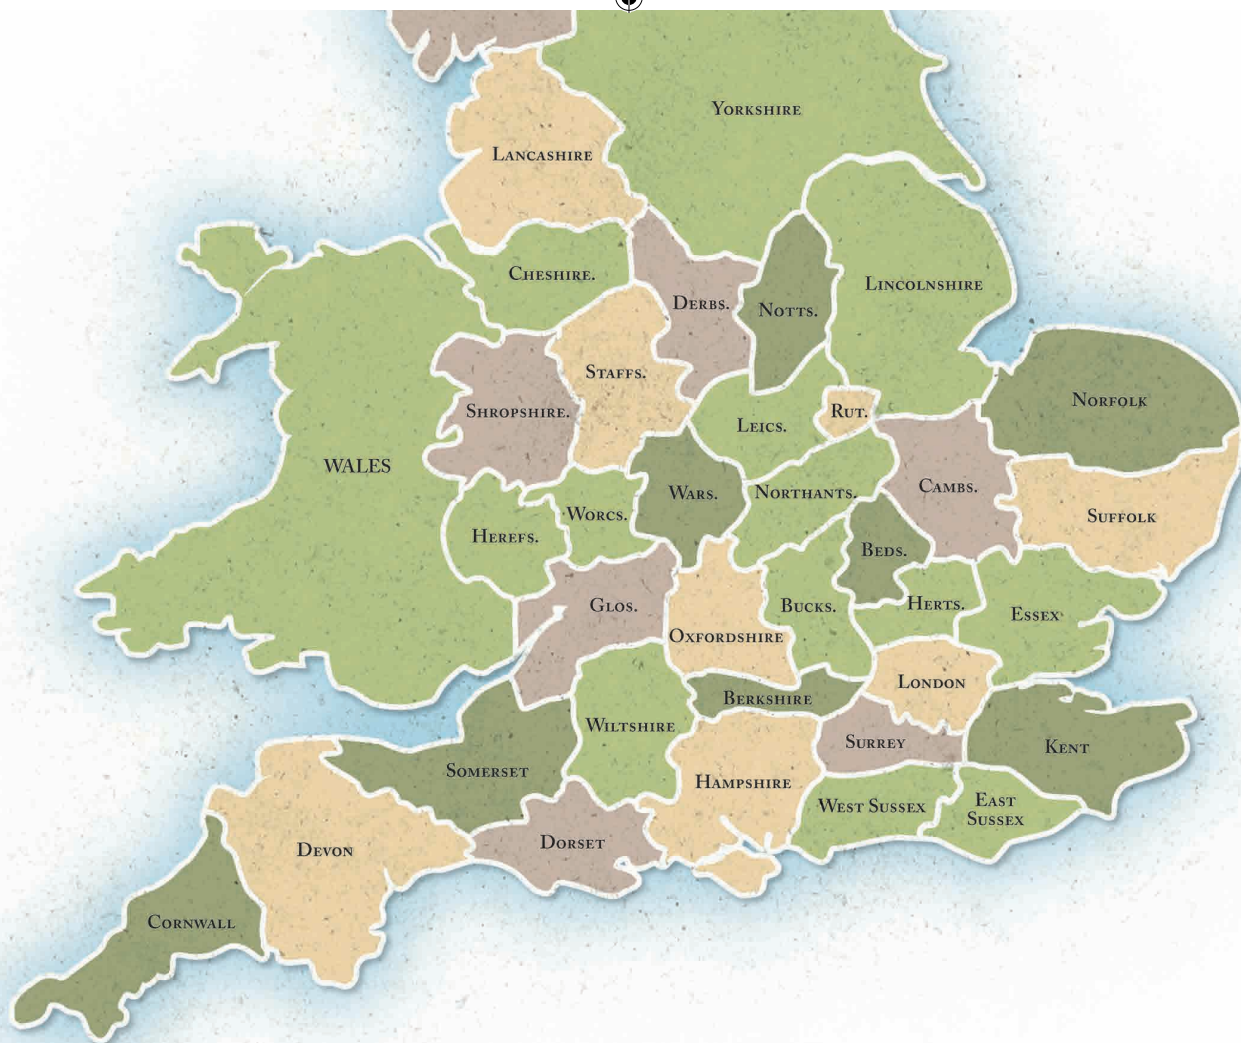 Yorkshire
Lancashire
Cheshire.
Derbs.
Notts.
Lincolnshire
Staffs.
Shropshire.
Leics.
Rut.
Norfolk
WALES
Wars.
Northants.
Cambs.
Suffolk
Herefs.
Worcs.
Beds.
Glos.
Bucks.
Herts.
Essex
Oxfordshire
London
Berkshire
Wiltshire
Surrey
Kent
Somerset
Hampshire
West Sussex
East
Sussex
Dorset
Devon
Cornwall